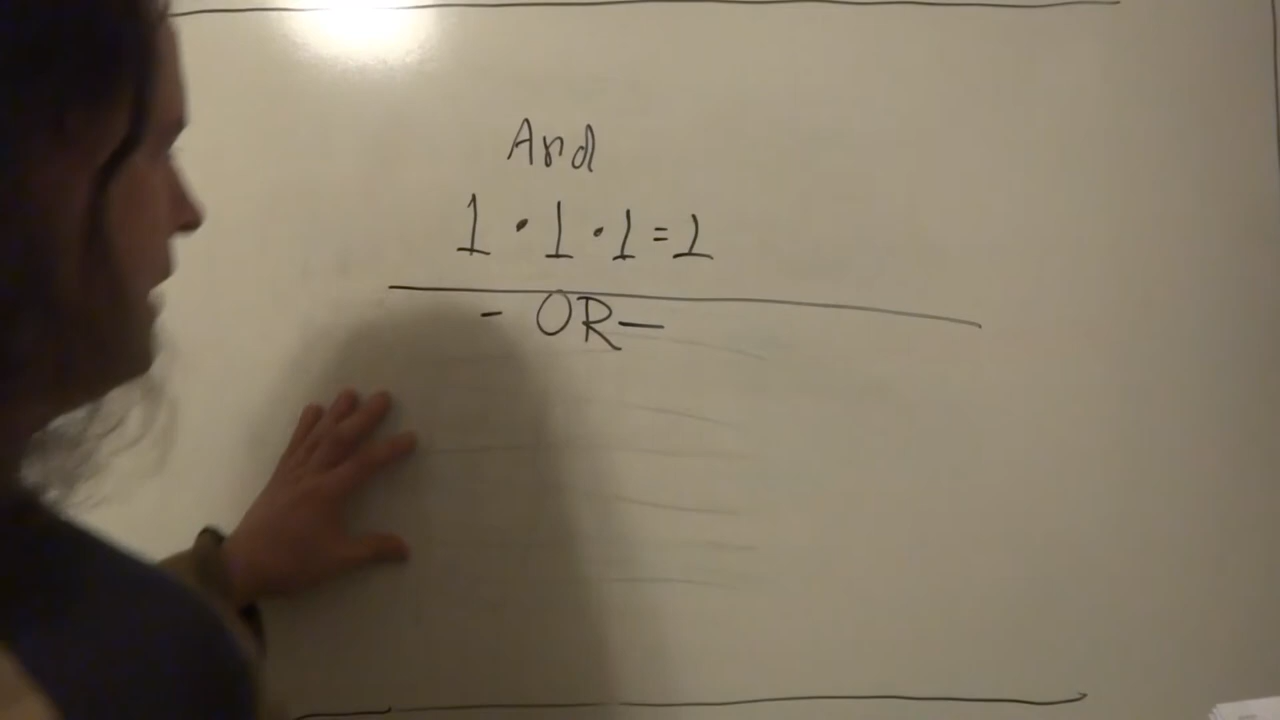 And
1 · 1 · 1 = 1
- OR -